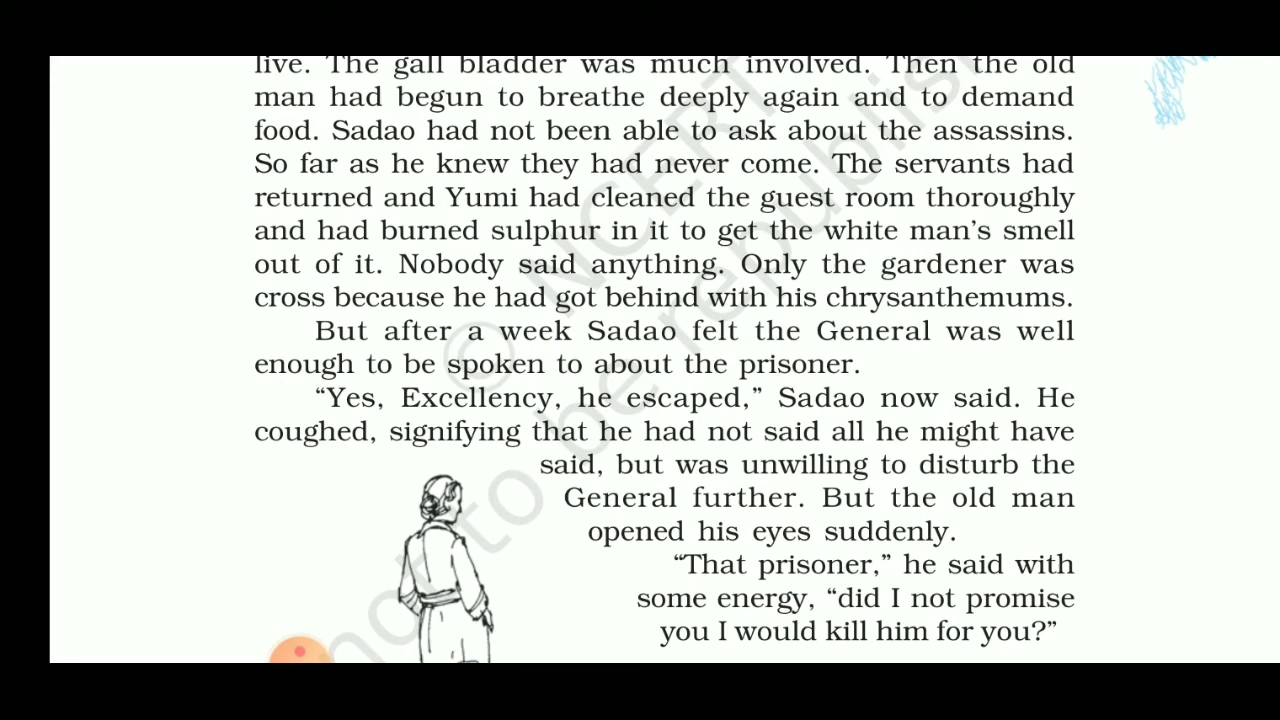 live. The gall bladder was much involved. Then the old
man had begun to breathe deeply again and to demand
food. Sadao had not been able to ask about the assassins.
So far as he knew they had never come. The servants had
returned and Yumi had cleaned the guest room thoroughly
and had burned sulphur in it to get the white man’s smell
out of it. Nobody said anything. Only the gardener was
cross because he had got behind with his chrysanthemums.
But after a week Sadao felt the General was well
enough to be spoken to about the prisoner.
“Yes, Excellency, he escaped,” Sadao now said. He
coughed, signifying that he had not said all he might have
said, but was unwilling to disturb the
General further. But the old man
opened his eyes suddenly.
“That prisoner,” he said with
some energy, “did I not promise
you I would kill him for you?”
© NCERT
not to be republis